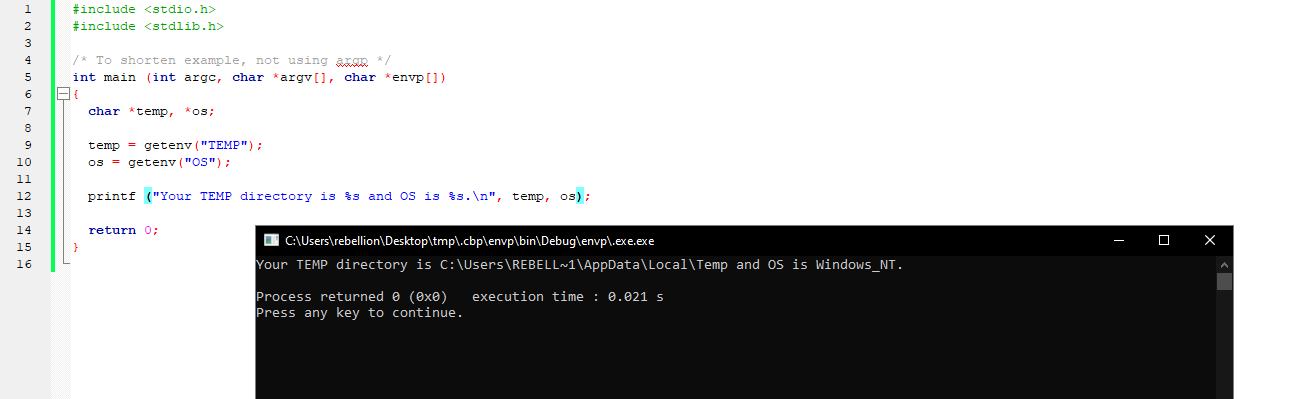 1 #include <stdio.h>
2 #include <stdlib.h>
3
4 /* To shorten example, not using argp */
5 int main (int argc, char *argv[], char *envp[])
6 {
7 char *temp, *os;
8
9 temp = getenv("TEMP");
10 os = getenv("OS");
11
12 printf ("Your TEMP directory is %s and OS is %s.\n", temp, os);
13
14 return 0;
15 }
16
C:\Users\rebellion\Desktop\tmp\.cbp\envp\bin\Debug\envp\.exe.exe
Your TEMP directory is C:\Users\REBELL~1\AppData\Local\Temp and OS is Windows_NT.
Process returned 0 (0x0)   execution time : 0.021 s
Press any key to continue.